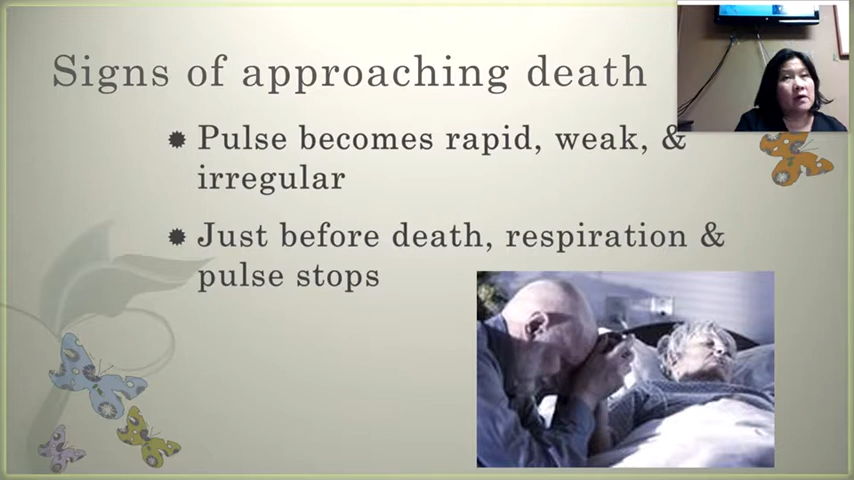 Signs of approaching death
Pulse becomes rapid, weak, &
irregular
Just before death, respiration &
pulse stops